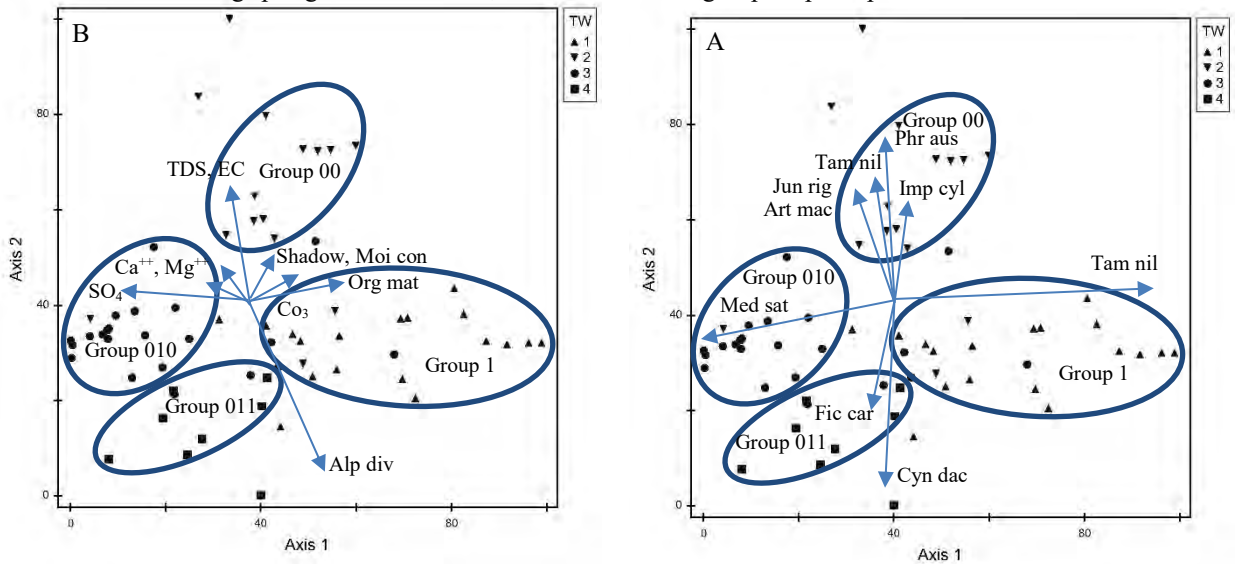 B
TW
1
2
3
4
80
40
0
Axis 2
Group 00
TDS, EC
Shadow, Moi con
Ca++, Mg++
Org mat
SO4
Co3
Group 010
Group 1
Group 011
Alp div
0
40
80
Axis 1
A
TW
1
2
3
4
80
40
0
Axis 2
Group 00
Phr aus
Tam nil
Jun rig
Imp cyl
Art mac
Group 010
Tam nil
Med sat
Group 1
Fic car
Group 011
Cyn dac
0
40
80
Axis 1